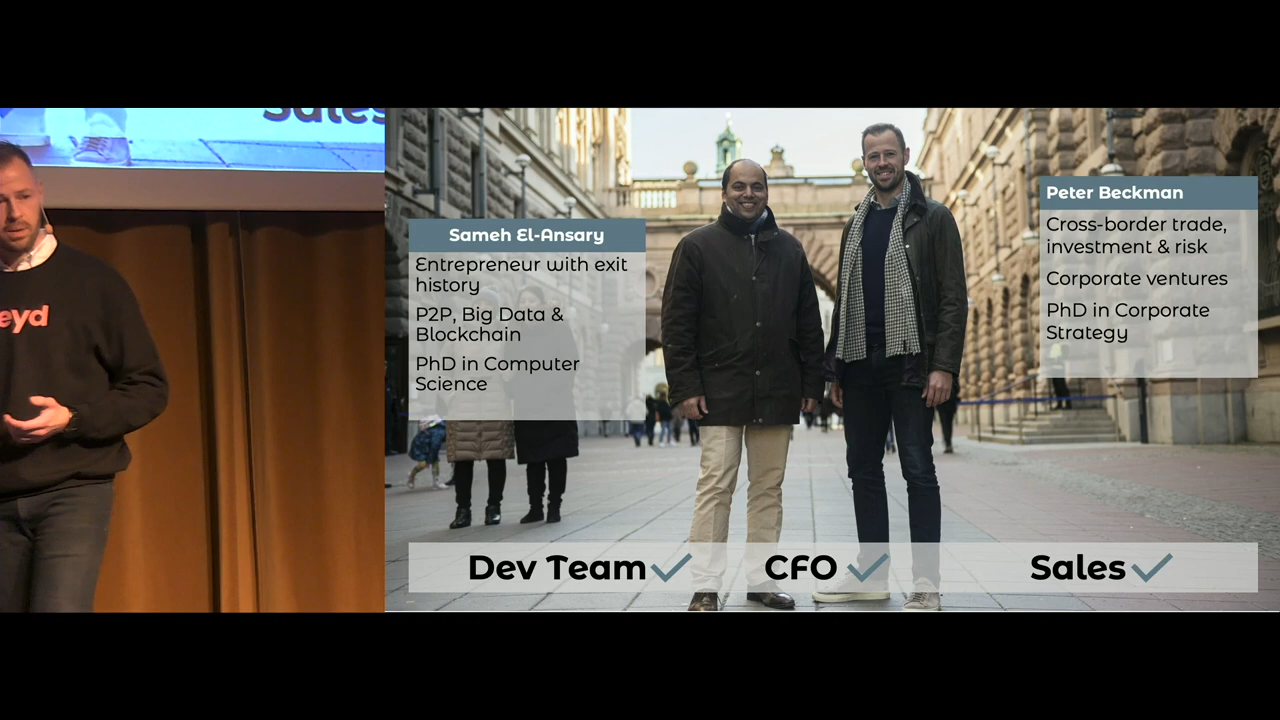 Sales
eyd
Sameh El-Ansary
Entrepreneur with exit
history
P2P, Big Data &
Blockchain
PhD in Computer
Science
Peter Beckman
Cross-border trade,
investment & risk
Corporate ventures
PhD in Corporate
Strategy
Dev Team
CFO
Sales